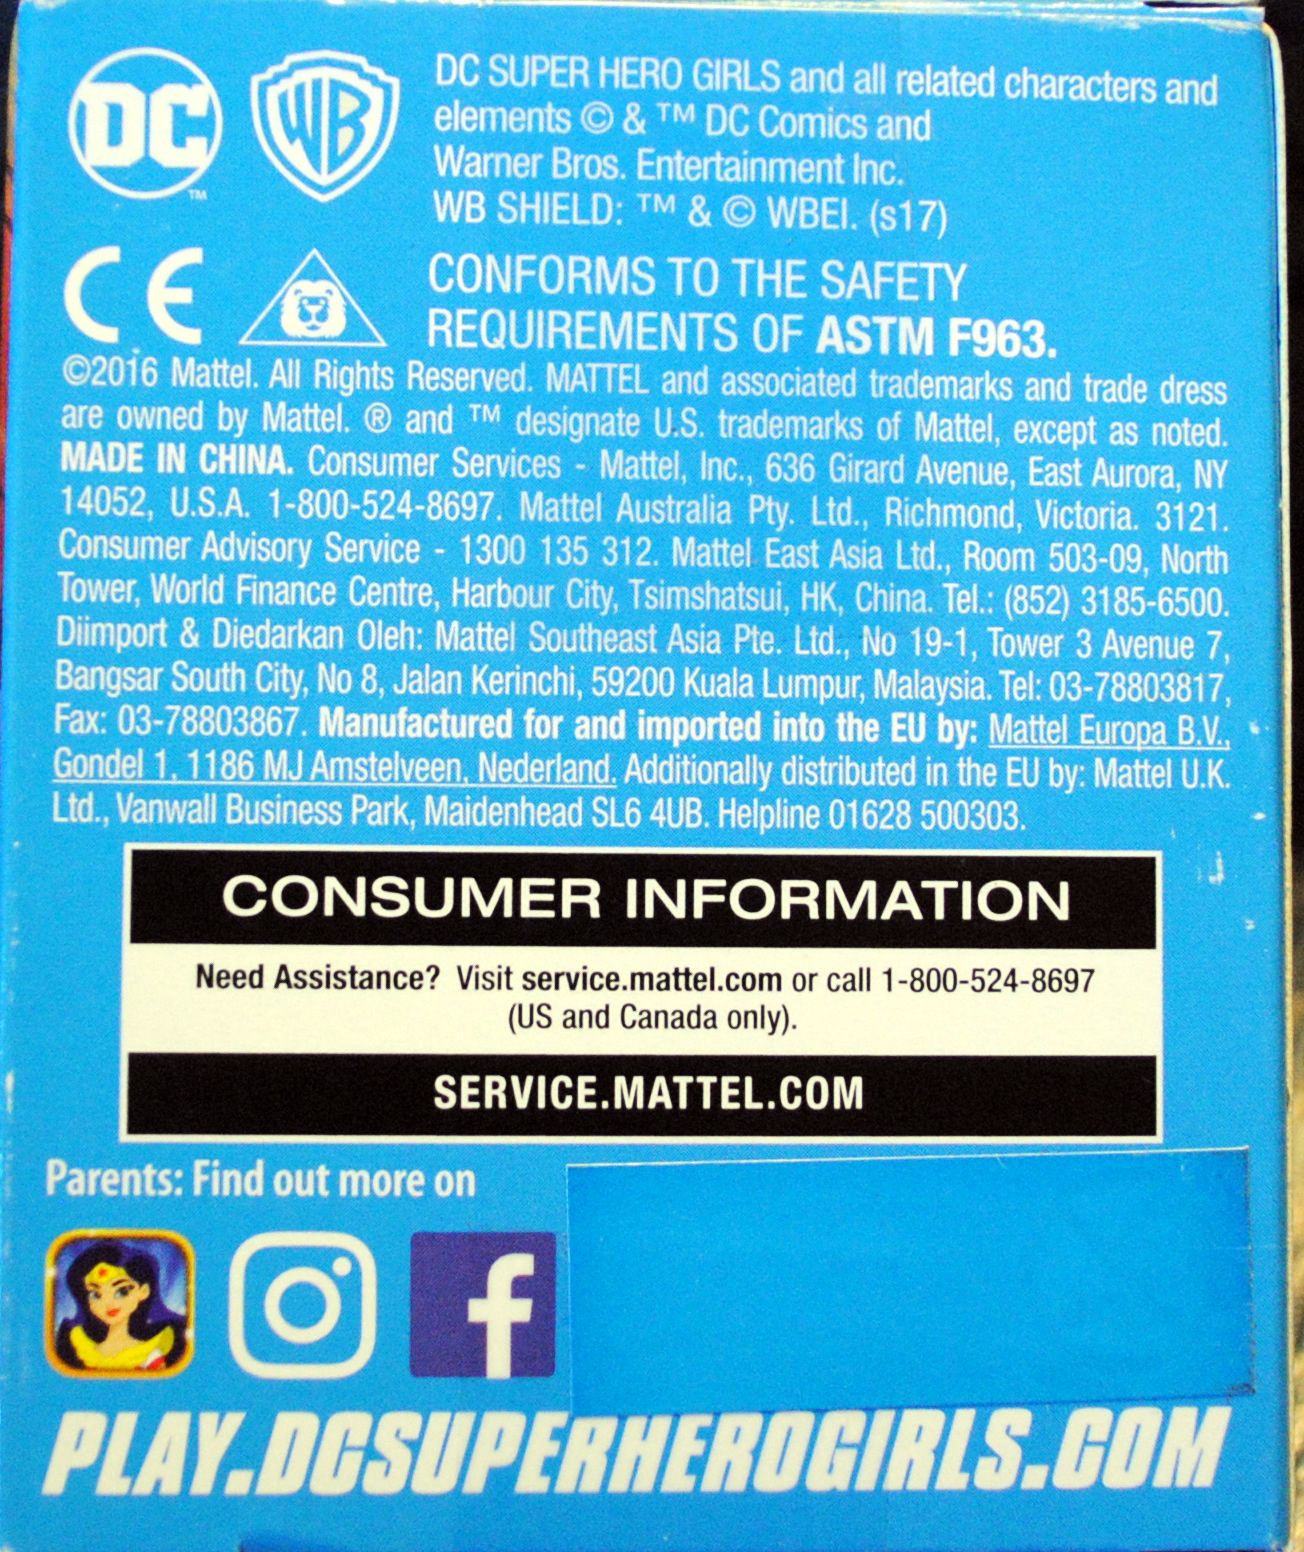 DC
TM
WB
DC SUPER HERO GIRLS and all related characters and
elements © & ™ DC Comics and
Warner Bros. Entertainment Inc.
WB SHIELD: ™ & © WBEI. (s17)
CE
CONFORMS TO THE SAFETY
REQUIREMENTS OF ASTM F963.
©2016 Mattel. All Rights Reserved. MATTEL and associated trademarks and trade dress
are owned by Mattel. ® and ™ designate U.S. trademarks of Mattel, except as noted.
MADE IN CHINA. Consumer Services - Mattel, Inc., 636 Girard Avenue, East Aurora, NY
14052, U.S.A. 1-800-524-8697. Mattel Australia Pty. Ltd., Richmond, Victoria. 3121.
Consumer Advisory Service - 1300 135 312. Mattel East Asia Ltd., Room 503-09, North
Tower, World Finance Centre, Harbour City, Tsimshatsui, HK, China. Tel.: (852) 3185-6500.
Diimport & Diedarkan Oleh: Mattel Southeast Asia Pte. Ltd., No 19-1, Tower 3 Avenue 7,
Bangsar South City, No 8, Jalan Kerinchi, 59200 Kuala Lumpur, Malaysia. Tel: 03-78803817,
Fax: 03-78803867. Manufactured for and imported into the EU by: Mattel Europa B.V.,
Gondel 1, 1186 MJ Amstelveen, Nederland. Additionally distributed in the EU by: Mattel U.K.
Ltd., Vanwall Business Park, Maidenhead SL6 4UB. Helpline 01628 500303.
CONSUMER INFORMATION
Need Assistance? Visit service.mattel.com or call 1-800-524-8697
(US and Canada only).
SERVICE.MATTEL.COM
Parents: Find out more on
f
PLAY.DCSUPERHEROGIRLS.COM